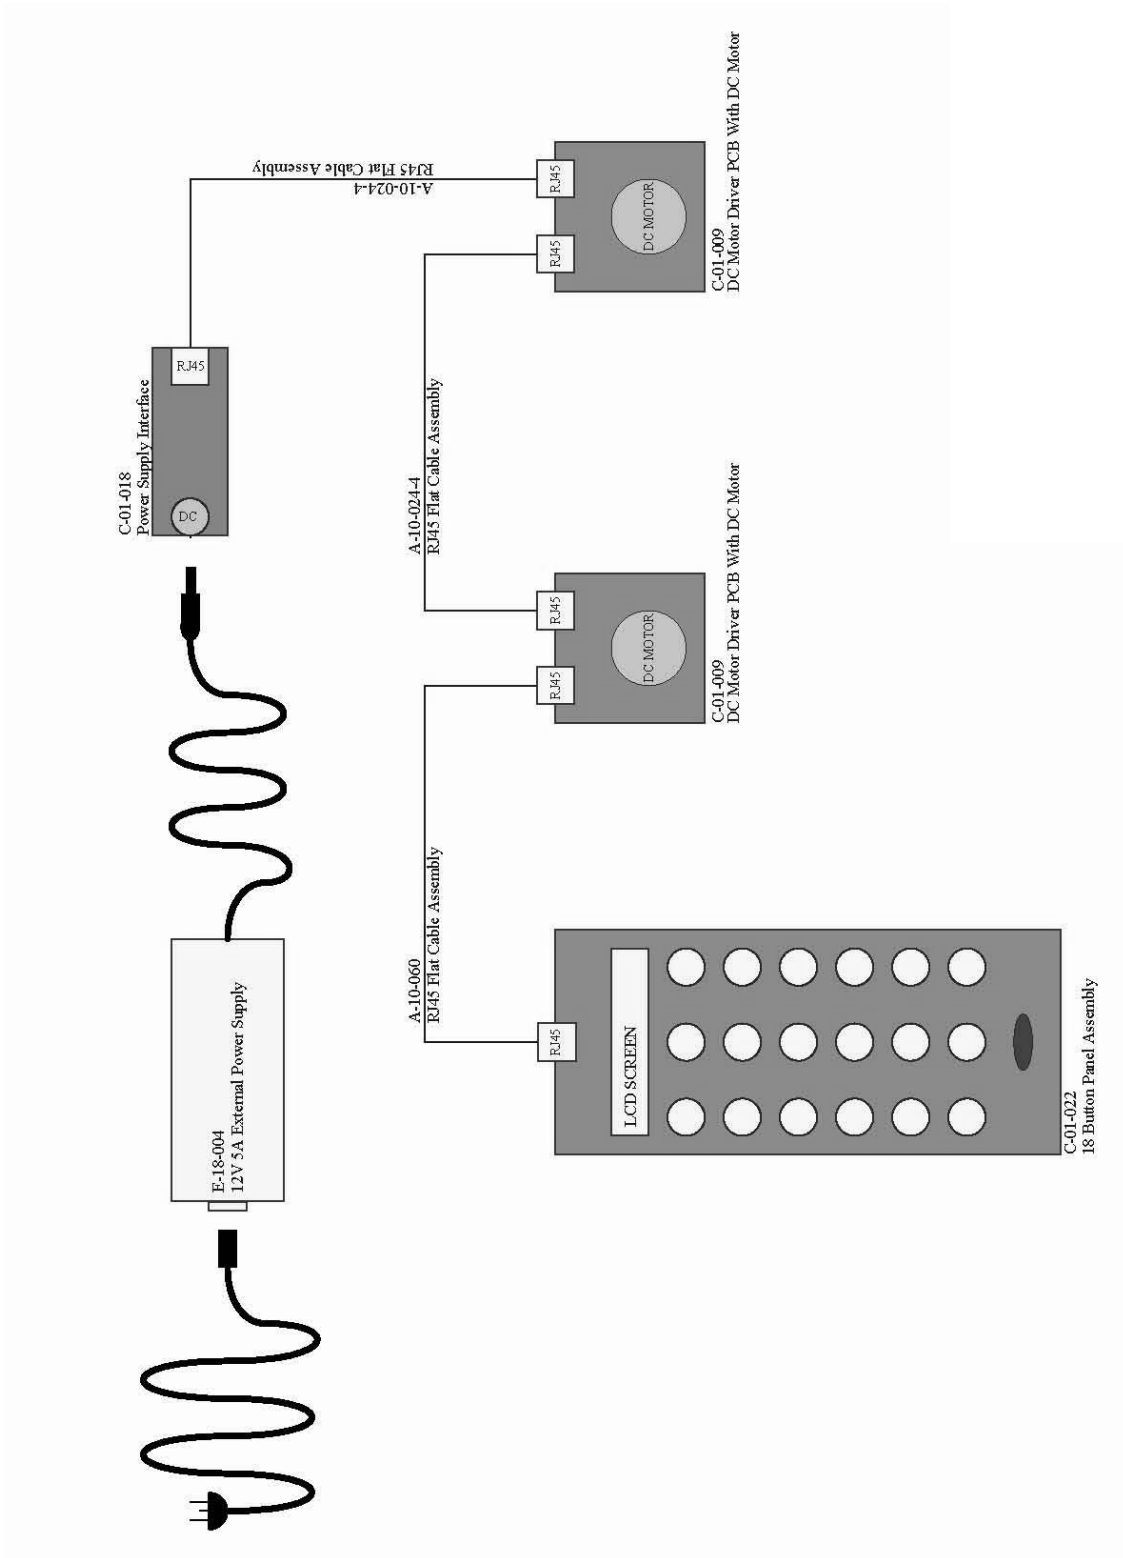 E-18-004
12V 5A External Power Supply
C-01-018
Power Supply Interface
DC
RJ45
A-10-024-4
RJ45 Flat Cable Assembly
A-10-060
RJ45 Flat Cable Assembly
A-10-024-4
RJ45 Flat Cable Assembly
RJ45
LCD SCREEN
C-01-022
18 Button Panel Assembly
RJ45
RJ45
DC MOTOR
C-01-009
DC Motor Driver PCB With DC Motor
RJ45
RJ45
DC MOTOR
C-01-009
DC Motor Driver PCB With DC Motor